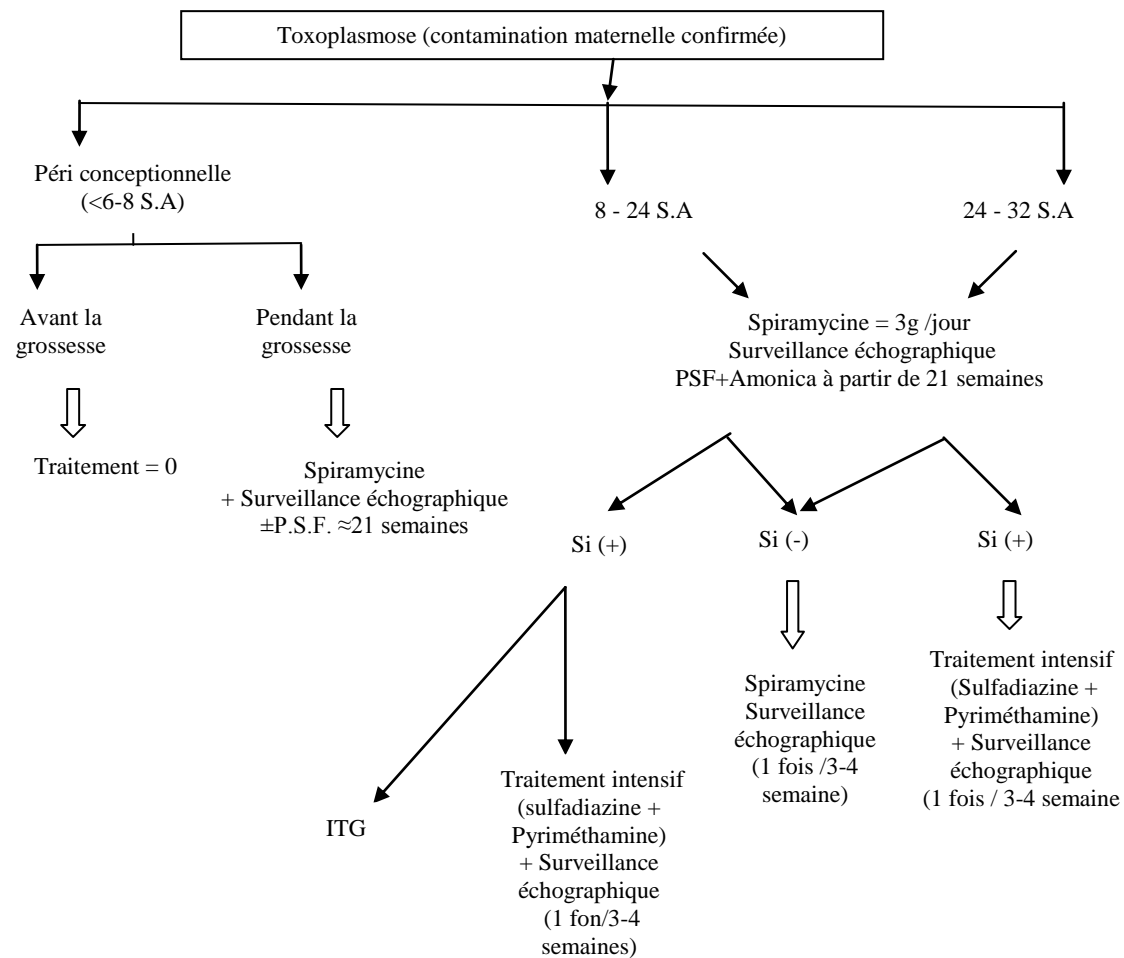 Toxoplasmose (contamination maternelle confirmée)
Péri conceptionnelle
(<6-8 S.A)
8 - 24 S.A
24 - 32 S.A
Avant la
grossesse
Pendant la
grossesse
Spiramycine = 3g /jour
Surveillance échographique
PSF+Amonica à partir de 21 semaines
Traitement = 0
Spiramycine
+ Surveillance échographique
±P.S.F. ≈21 semaines
Si (+)
Si (-)
Si (+)
ITG
Traitement intensif
(sulfadiazine +
Pyriméthamine)
+ Surveillance
échographique
(1 fon/3-4
semaines)
Spiramycine
Surveillance
échographique
(1 fois /3-4
semaine)
Traitement intensif
(Sulfadiazine +
Pyriméthamine)
+ Surveillance
échographique
(1 fois / 3-4 semaine